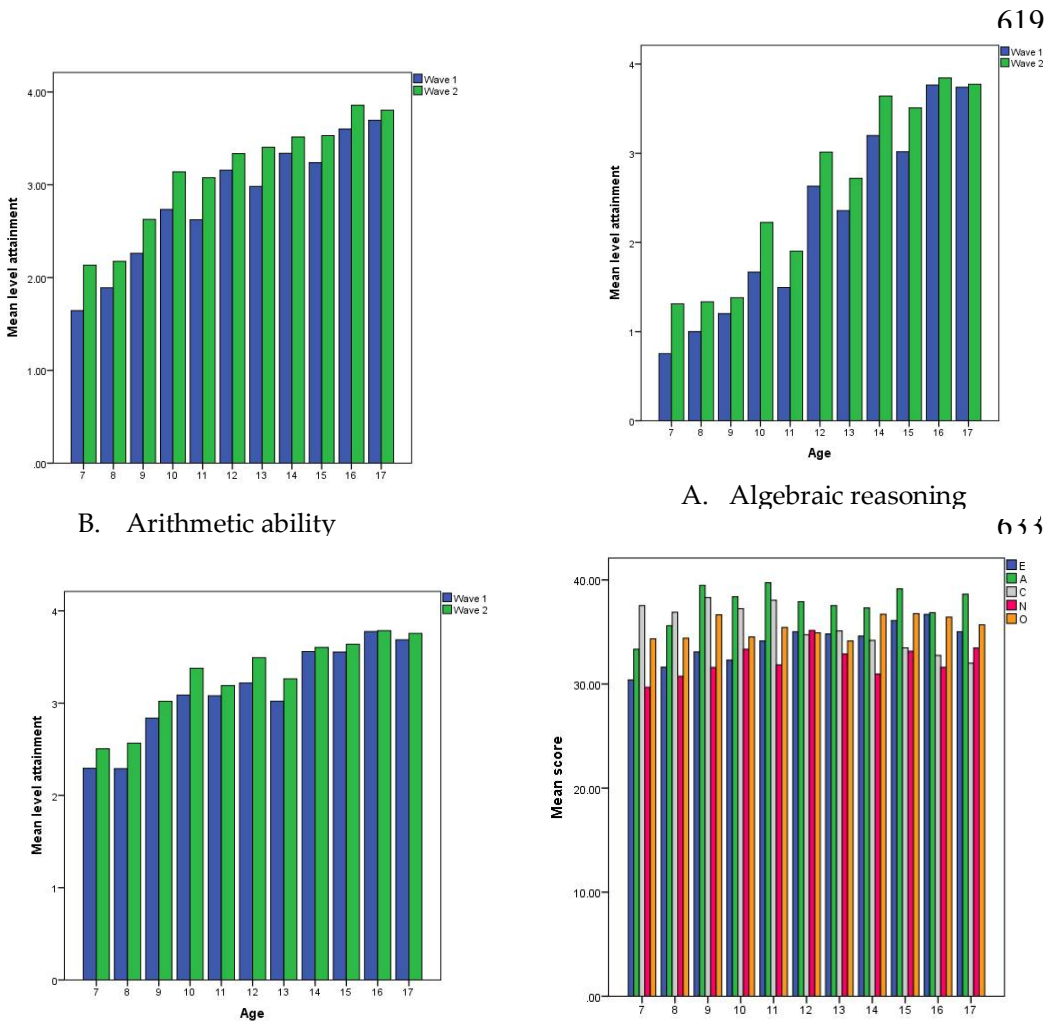 619
Wave 1
Wave 2
4.00
3.00
2.00
1.00
.00
Mean level attainment
7 8 9 10 11 12 13 14 15 16 17
B. Arithmetic ability
Wave 1
Wave 2
4
3
2
1
0
Mean level attainment
7 8 9 10 11 12 13 14 15 16 17
Age
A. Algebraic reasoning
633
Wave 1
Wave 2
4
3
2
1
0
Mean level attainment
7 8 9 10 11 12 13 14 15 16 17
Age
E
A
C
N
O
40.00
30.00
20.00
10.00
.00
Mean score
7 8 9 10 11 12 13 14 15 16 17